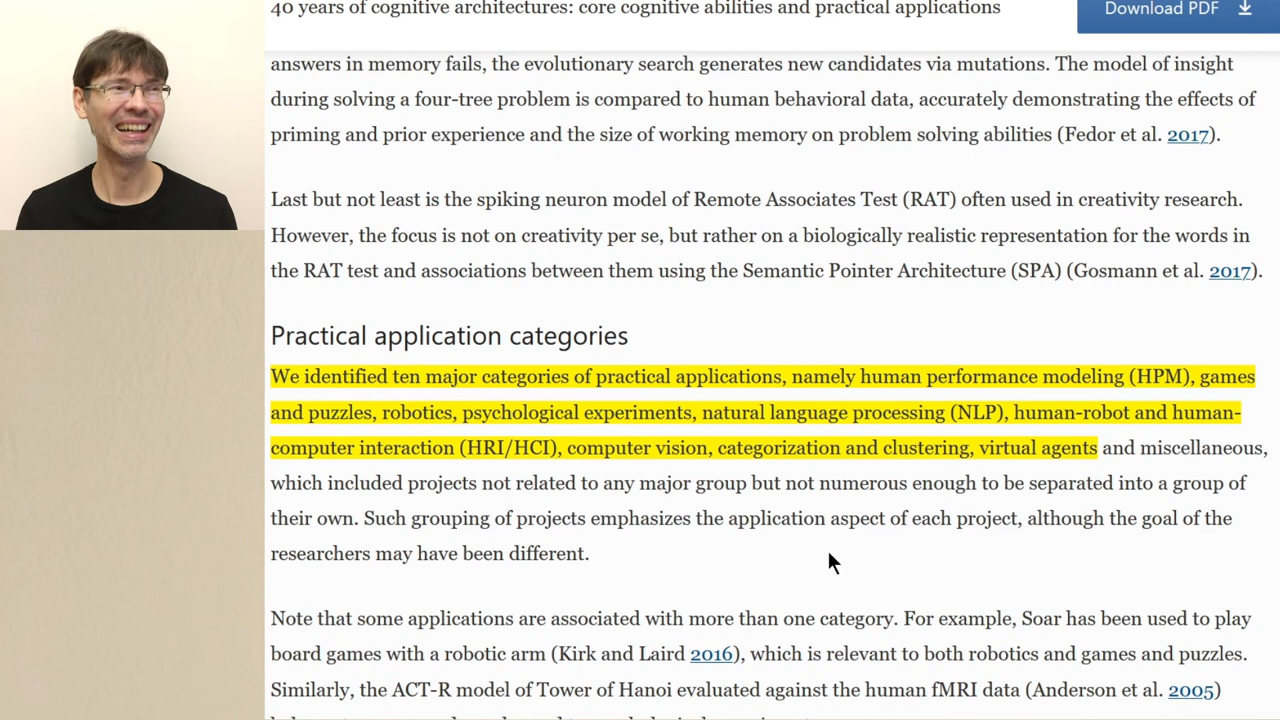 40 years of cognitive architectures: core cognitive abilities and practical applications
Download PDF
answers in memory fails, the evolutionary search generates new candidates via mutations. The model of insight
during solving a four-tree problem is compared to human behavioral data, accurately demonstrating the effects of
priming and prior experience and the size of working memory on problem solving abilities (Fedor et al. 2017).
Last but not least is the spiking neuron model of Remote Associates Test (RAT) often used in creativity research.
However, the focus is not on creativity per se, but rather on a biologically realistic representation for the words in
the RAT test and associations between them using the Semantic Pointer Architecture (SPA) (Gosmann et al. 2017).
Practical application categories
We identified ten major categories of practical applications, namely human performance modeling (HPM), games
and puzzles, robotics, psychological experiments, natural language processing (NLP), human-robot and human-
computer interaction (HRI/HCI), computer vision, categorization and clustering, virtual agents and miscellaneous,
which included projects not related to any major group but not numerous enough to be separated into a group of
their own. Such grouping of projects emphasizes the application aspect of each project, although the goal of the
researchers may have been different.
Note that some applications are associated with more than one category. For example, Soar has been used to play
board games with a robotic arm (Kirk and Laird 2016), which is relevant to both robotics and games and puzzles.
Similarly, the ACT-R model of Tower of Hanoi evaluated against the human fMRI data (Anderson et al. 2005)